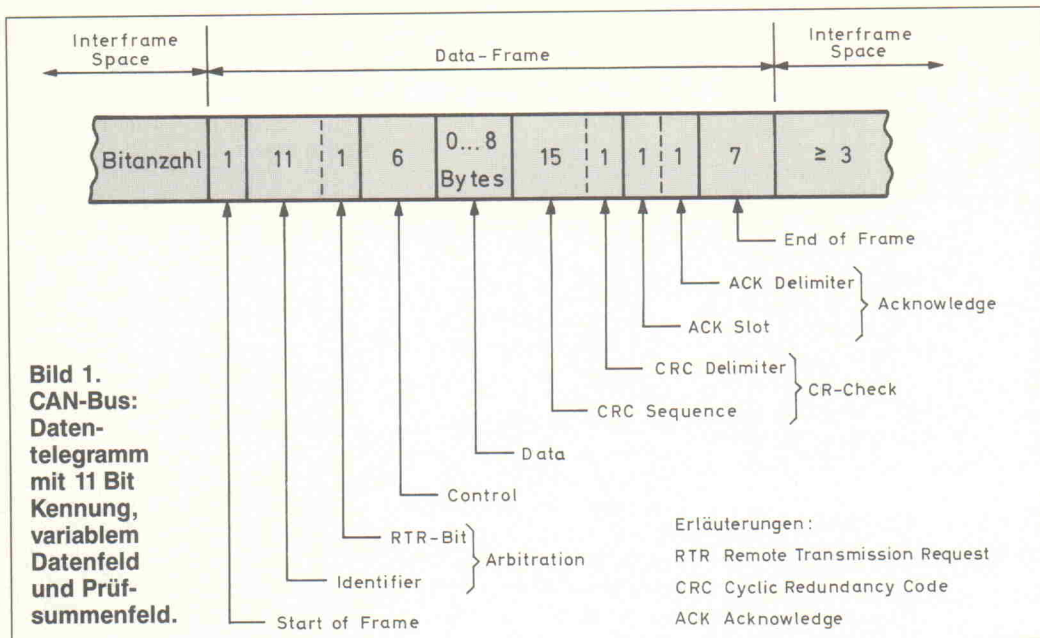 Interframe
Space
Data-Frame
Interframe
Space
Bitanzahl 1 11 1 6 0...8 Bytes 15 1 1 1 7 ≥ 3
End of Frame
ACK Delimiter
Acknowledge
ACK Slot
CRC Delimiter
CR-Check
CRC Sequence
Data
Control
RTR-Bit
Arbitration
Identifier
Start of Frame
Bild 1.
CAN-Bus:
Daten-
telegramm
mit 11 Bit
Kennung,
variablem
Datenfeld
und Prüf-
summenfeld.
Erläuterungen:
RTR Remote Transmission Request
CRC Cyclic Redundancy Code
ACK Acknowledge